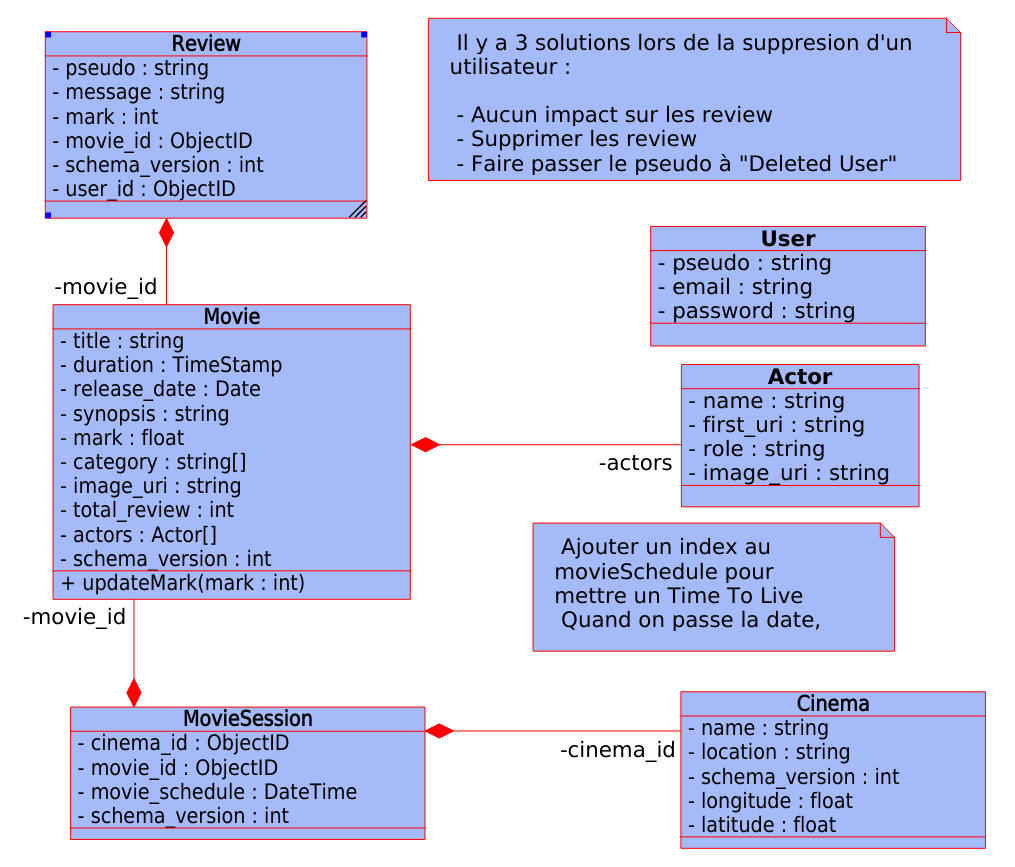 Review
- pseudo : string
- message : string
- mark : int
- movie_id : ObjectID
- schema_version : int
- user_id : ObjectID
Il y a 3 solutions lors de la suppresion d'un
utilisateur :
- Aucun impact sur les review
- Supprimer les review
- Faire passer le pseudo à "Deleted User"
User
- pseudo : string
- email : string
- password : string
-movie_id
Movie
- title : string
- duration : TimeStamp
- release_date : Date
- synopsis : string
- mark : float
- category : string[]
- image_uri : string
- total_review : int
- actors : Actor[]
- schema_version : int
+ updateMark(mark : int)
-actors
Actor
- name : string
- first_uri : string
- role : string
- image_uri : string
Ajouter un index au
movieSchedule pour
mettre un Time To Live
Quand on passe la date,
-movie_id
MovieSession
- cinema_id : ObjectID
- movie_id : ObjectID
- movie_schedule : DateTime
- schema_version : int
-cinema_id
Cinema
- name : string
- location : string
- schema_version : int
- longitude : float
- latitude : float